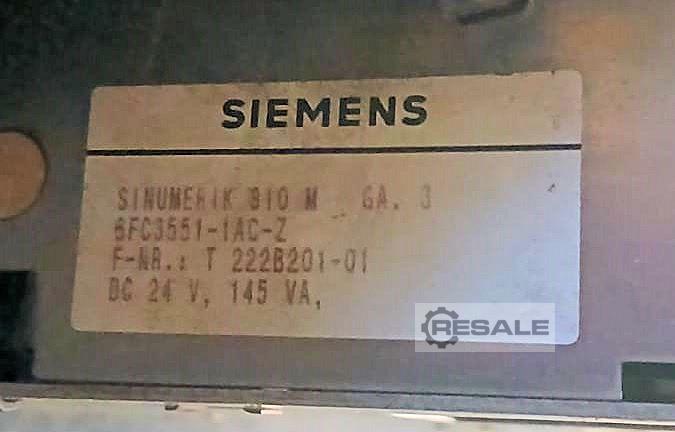 SIEMENS
SINUMERIK 810 M GA. 3
6FC3551-1AC-Z
F-NR.: T 222B201-01
DC 24 V, 145 VA,
RESALE